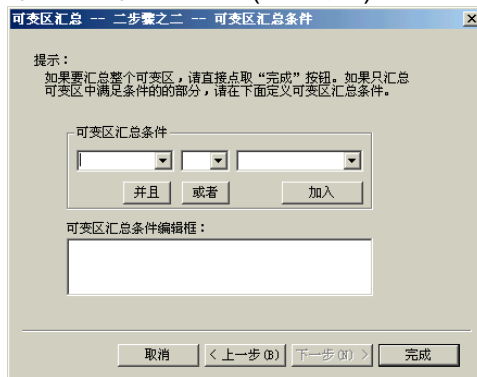 可变区汇总 -- 二步骤之二 -- 可变区汇总条件
提示：
如果要汇总整个可变区，请直接点取“完成”按钮。如果只汇总
可变区中满足条件的的部分，请在下面定义可变区汇总条件。
可变区汇总条件
并且 或者 加入
可变区汇总条件编辑框：
取消 <上一步(B) 下一步(N)> 完成